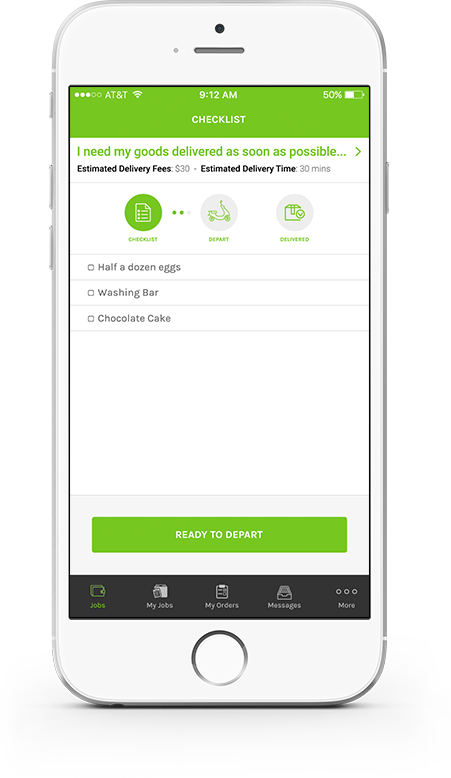 AT&T 9:12 AM 50%
CHECKLIST
I need my goods delivered as soon as possible...
Estimated Delivery Fees: $30 - Estimated Delivery Time: 30 mins
CHECKLIST DEPART DELIVERED
Half a dozen eggs
Washing Bar
Chocolate Cake
READY TO DEPART
Jobs My Jobs My Orders Messages More